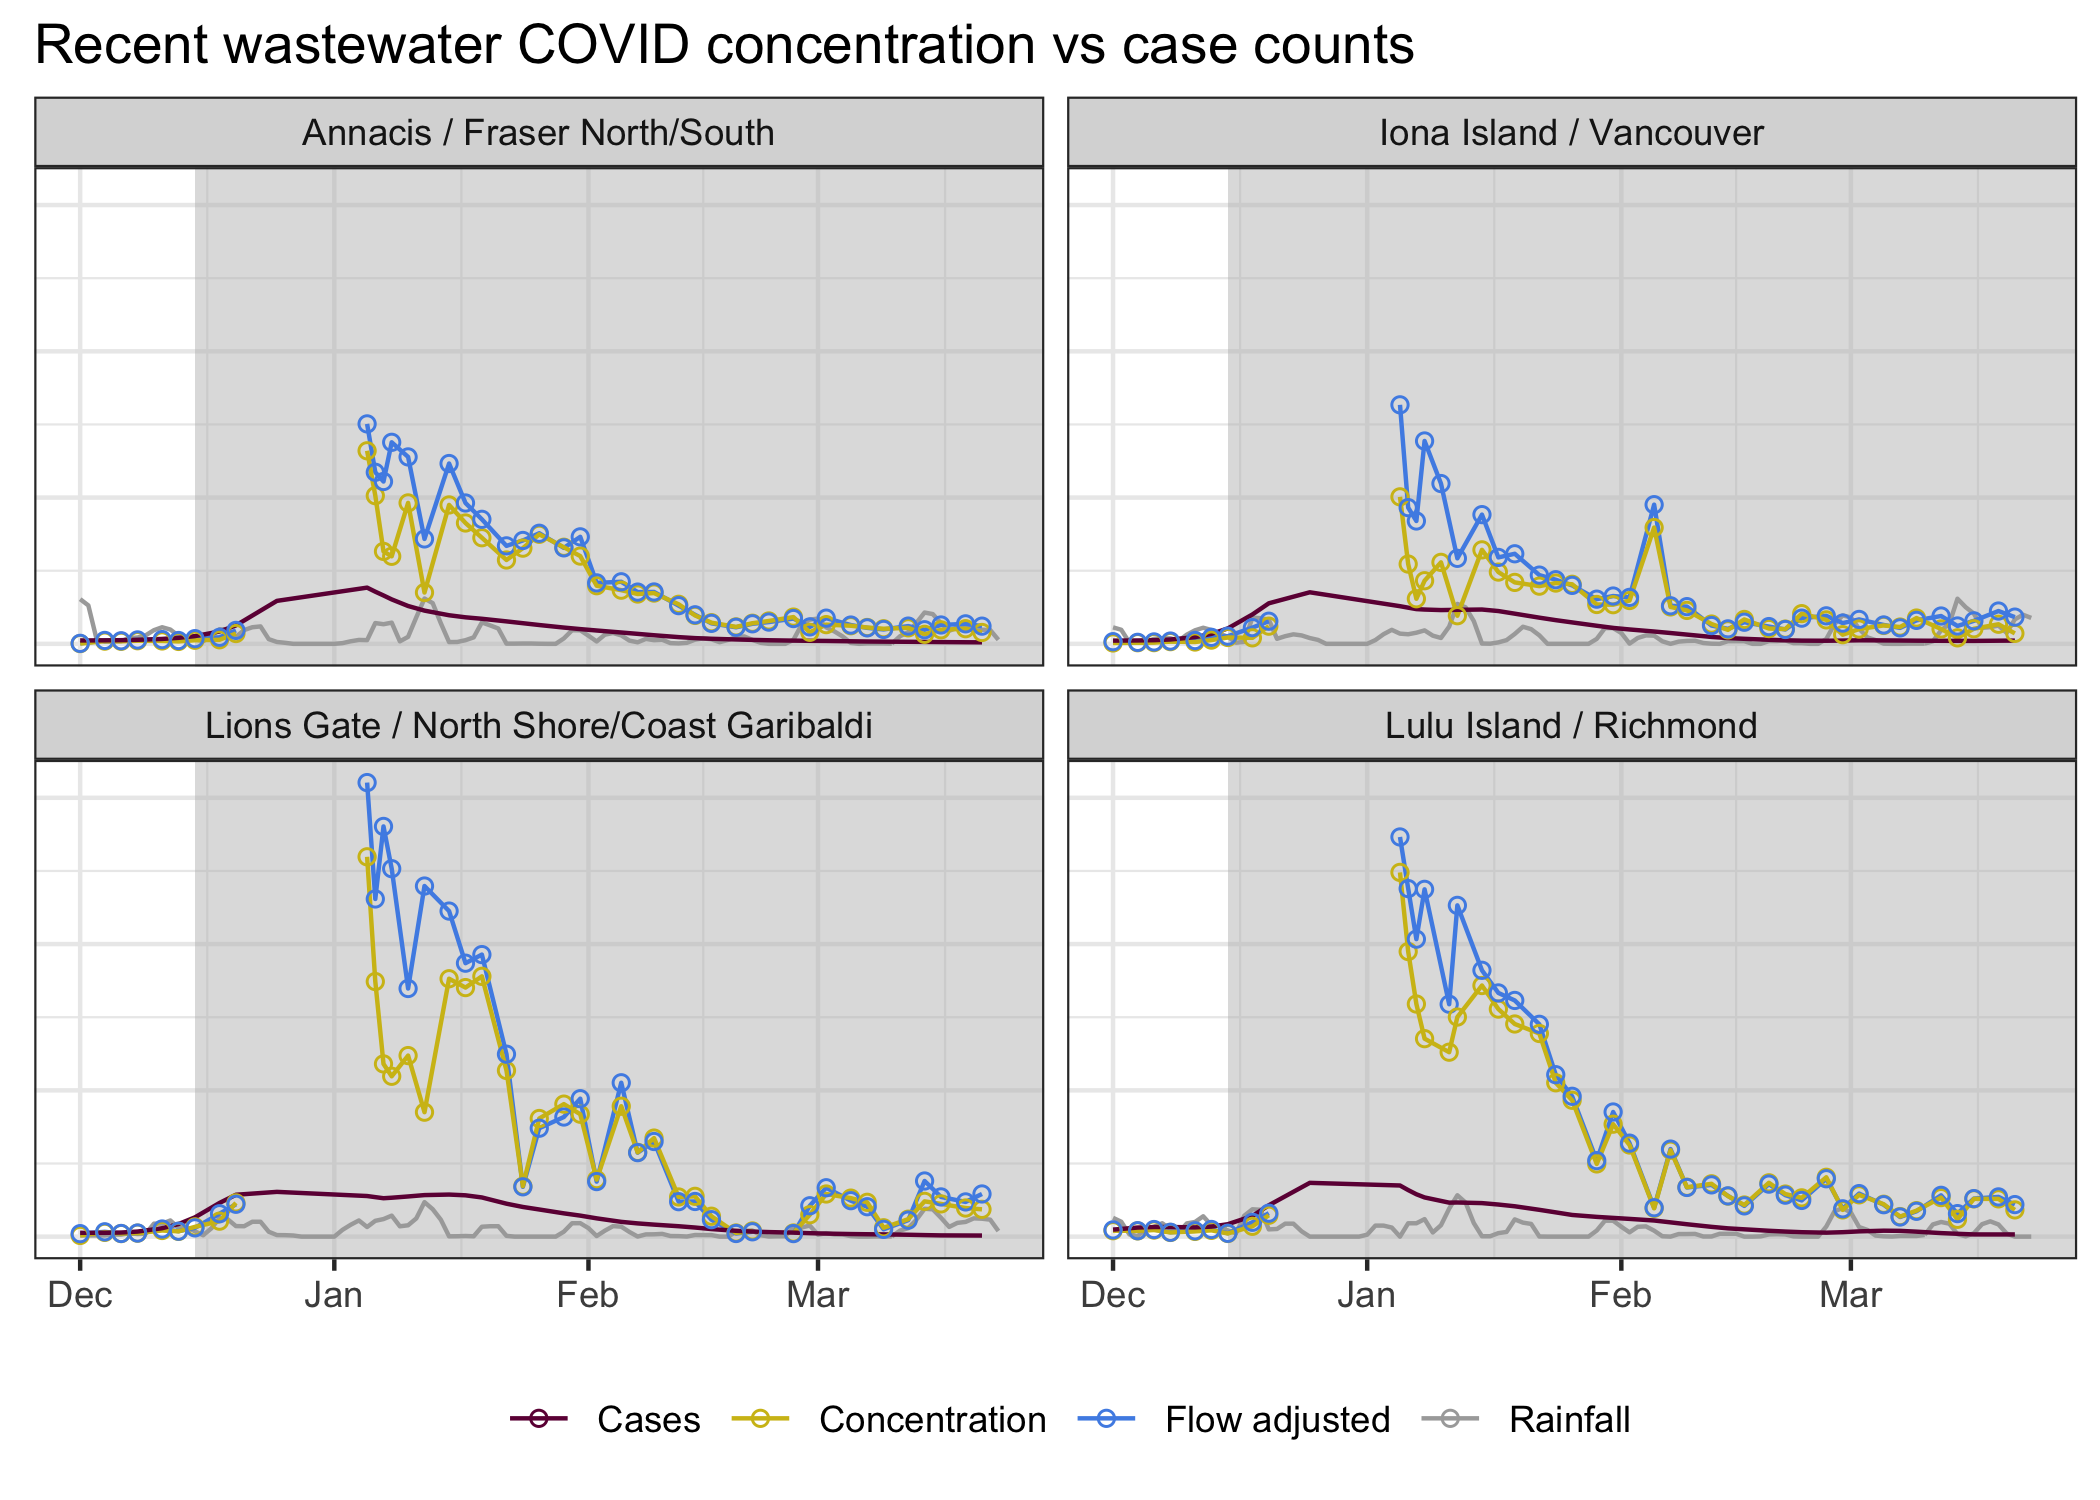 Recent wastewater COVID concentration vs case counts
Annacis / Fraser North/South
Iona Island / Vancouver
Lions Gate / North Shore/Coast Garibaldi
Lulu Island / Richmond
Dec Jan Feb Mar
Dec Jan Feb Mar
Cases Concentration Flow adjusted Rainfall